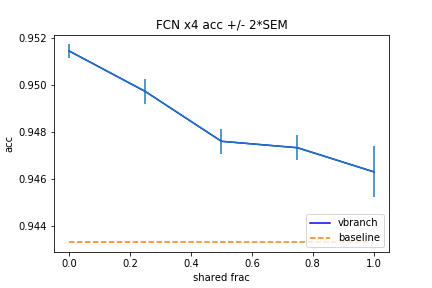 FCN x4 acc +/- 2*SEM
0.952
0.950
0.948
0.946
0.944
acc
0.0 0.2 0.4 0.6 0.8 1.0
shared frac
vbranch
baseline